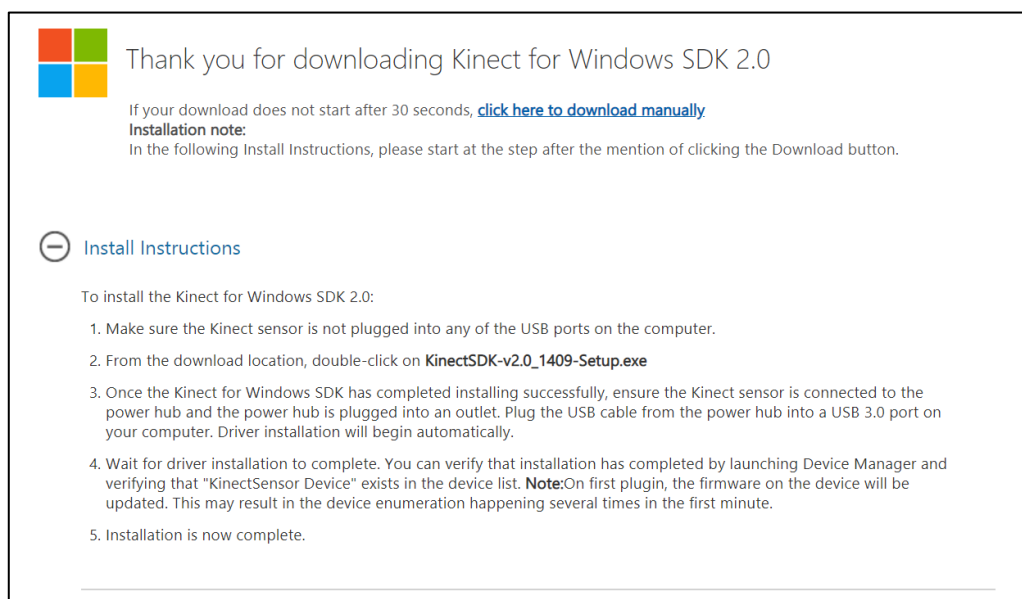 Thank you for downloading Kinect for Windows SDK 2.0
If your download does not start after 30 seconds, click here to download manually
Installation note:
In the following Install Instructions, please start at the step after the mention of clicking the Download button.
Install Instructions
To install the Kinect for Windows SDK 2.0:
1. Make sure the Kinect sensor is not plugged into any of the USB ports on the computer.
2. From the download location, double-click on KinectSDK-v2.0_1409-Setup.exe
3. Once the Kinect for Windows SDK has completed installing successfully, ensure the Kinect sensor is connected to the
power hub and the power hub is plugged into an outlet. Plug the USB cable from the power hub into a USB 3.0 port on
your computer. Driver installation will begin automatically.
4. Wait for driver installation to complete. You can verify that installation has completed by launching Device Manager and
verifying that "KinectSensor Device" exists in the device list. Note:On first plugin, the firmware on the device will be
updated. This may result in the device enumeration happening several times in the first minute.
5. Installation is now complete.